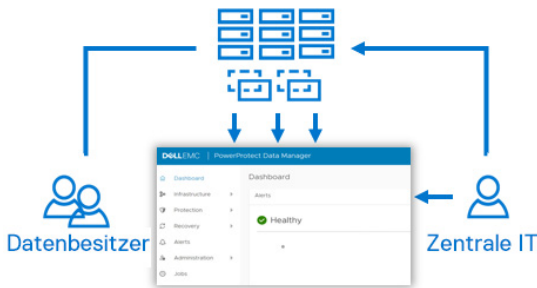 DELLEMC | PowerProtect Data Manager
Dashboard
Dashboard
Infrastructure
Alerts
Protection
Healthy
Recovery
Alerts
Administration
Jobs
Datenbesitzer
Zentrale IT